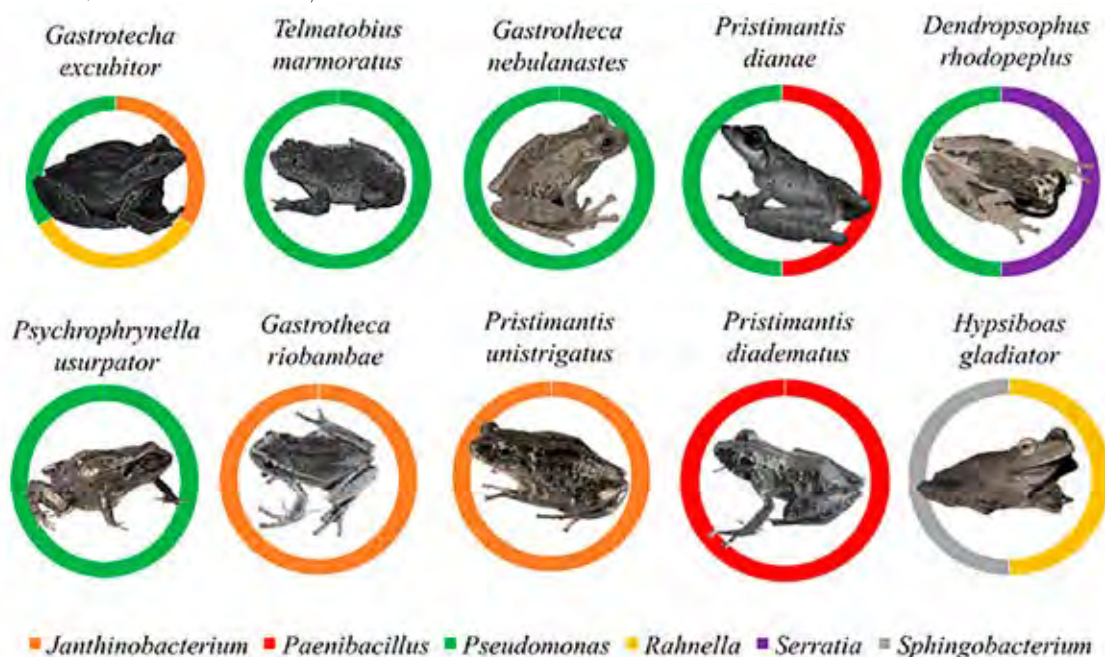 Gastrotecha excubitor
Telmatobius marmoratus
Gastrotheca nebulanastes
Pristimantis dianae
Dendropsophus rhodopeplus
Psychrophrynella usurpator
Gastrotheca riobambae
Pristimantis unistrigatus
Pristimantis diadematus
Hypsiboas gladiator
Janthinobacterium Paenibacillus Pseudomonas Rahnella Serratia Sphingobacterium